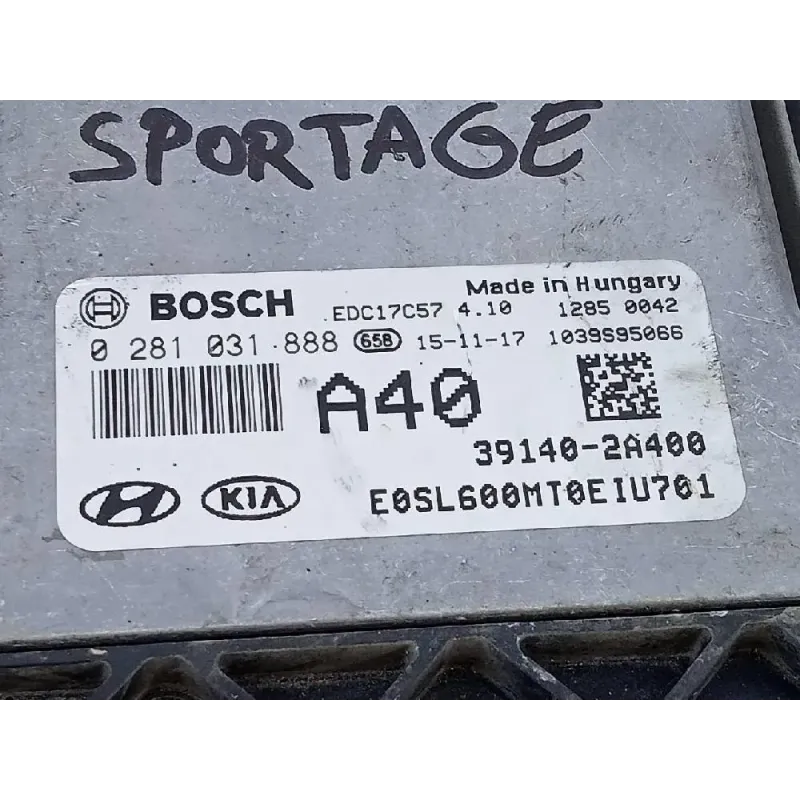 SPORTAGE
Made in Hungary
BOSCH EDC17C57 4.10 1285 0042
0 281 031 888 658 15-11-17 1039S95066
A40
39140-2A400
HYUNDAI KIA
E0SL600MT0EIU701